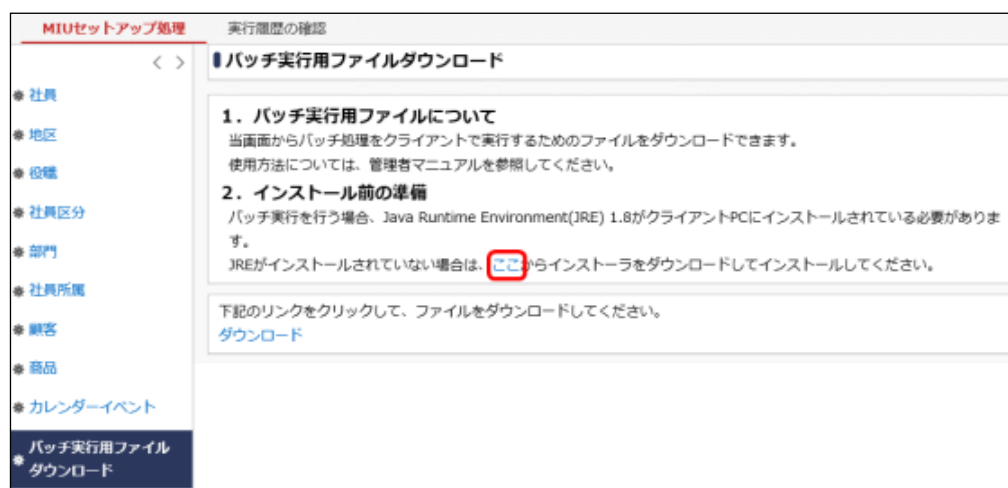 MIUセットアップ処理 実行履歴の確認
< >
社員
地区
役職
社員区分
部門
社員所属
顧客
商品
カレンダーイベント
バッチ実行用ファイル
ダウンロード
バッチ実行用ファイルダウンロード
1．バッチ実行用ファイルについて
当画面からバッチ処理をクライアントで実行するためのファイルをダウンロードできます。
使用方法については、管理者マニュアルを参照してください。
2．インストール前の準備
バッチ実行を行う場合、Java Runtime Environment(JRE) 1.8がクライアントPCにインストールされている必要がありま
す。
JREがインストールされていない場合は、ここからインストーラをダウンロードしてインストールしてください。
下記のリンクをクリックして、ファイルをダウンロードしてください。
ダウンロード